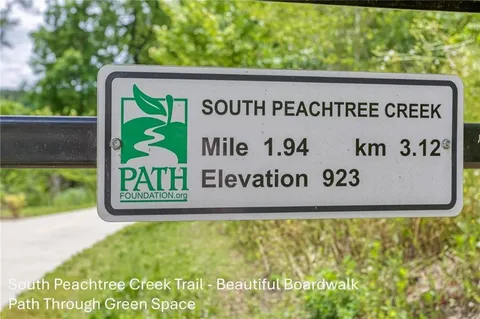 SOUTH PEACHTREE CREEK
Mile 1.94 km 3.12
Elevation 923
PATH
FOUNDATION.org
South Peachtree Creek Trail - Beautiful Boardwalk
Path Through Green Space